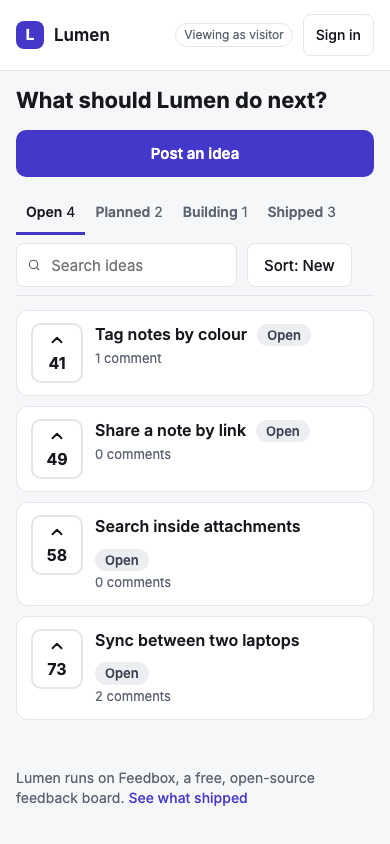 L Lumen Viewing as visitor Sign in
What should Lumen do next?
Post an idea
Open 4 Planned 2 Building 1 Shipped 3
Search ideas Sort: New
Tag notes by colour Open
41 1 comment
Share a note by link Open
49 0 comments
Search inside attachments
58 Open
0 comments
Sync between two laptops
73 Open
2 comments
Lumen runs on Feedbox, a free, open-source
feedback board. See what shipped